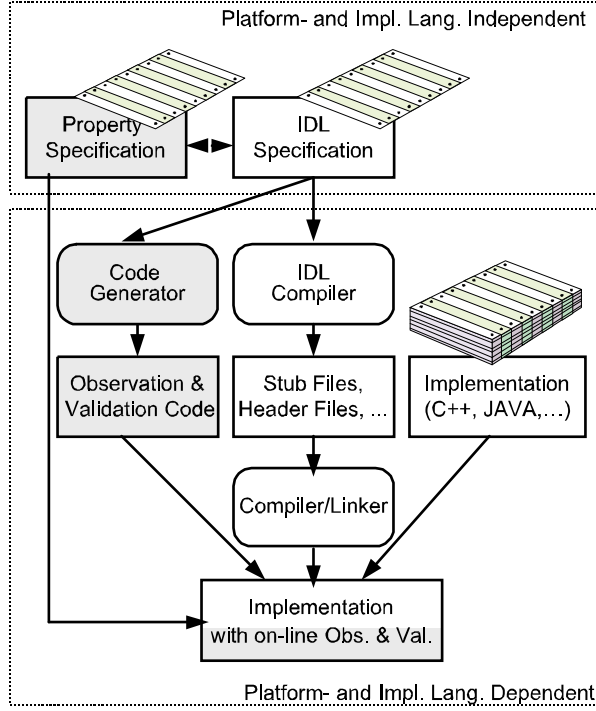 Platform- and Impl. Lang. Independent
Property
Specification
IDL
Specification
Code
Generator
IDL
Compiler
Observation &
Validation Code
Stub Files,
Header Files, ...
Implementation
(C++, JAVA,...)
Compiler/Linker
Implementation
with on-line Obs. & Val.
Platform- and Impl. Lang. Dependent